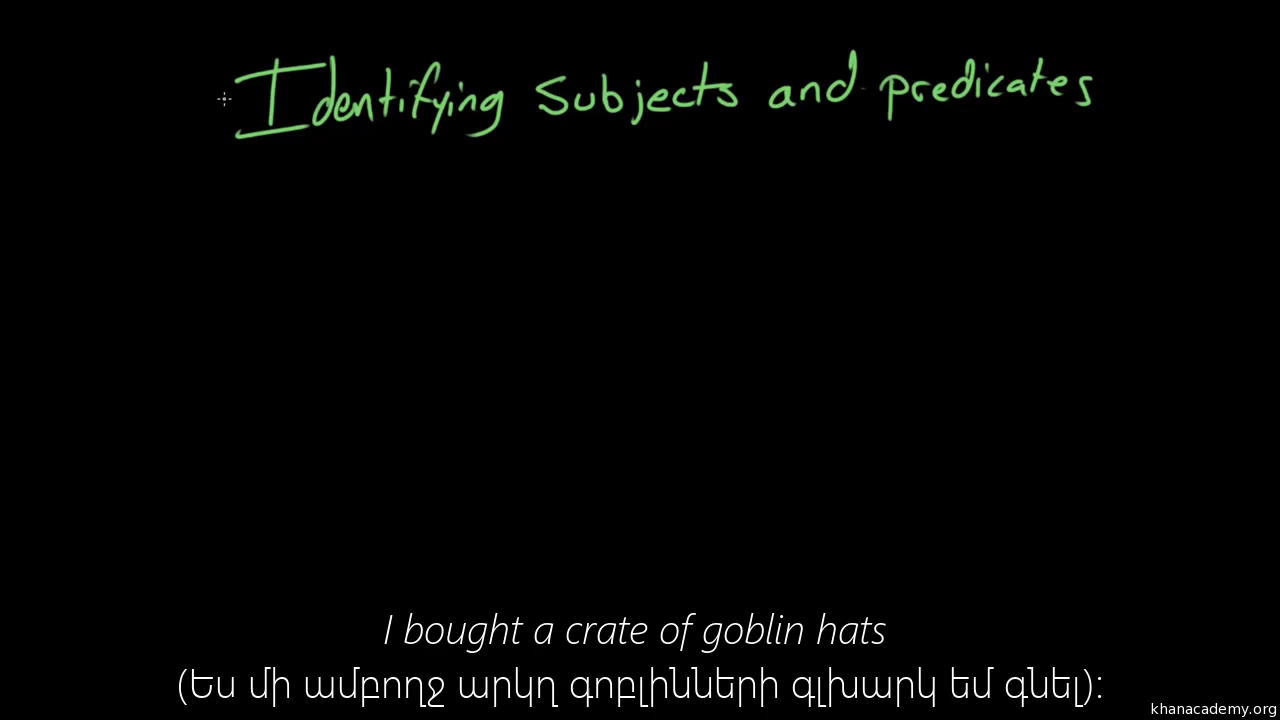 Identifying subjects and predicates
I bought a crate of goblin hats
(Ես մի ամբողջ արկղ գոբլինների գլխարկ եմ գնել):
khanacademy.org